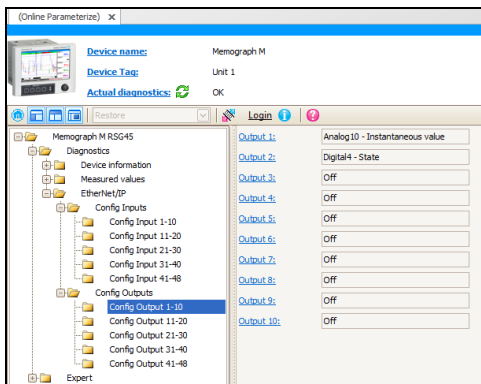 (Online Parameterize) X
Device name: Memograph M
Device Tag: Unit 1
Actual diagnostics: OK
Restore Login
Memograph M RSG45
Diagnostics
Device information
Measured values
EtherNet/IP
Config Inputs
Config Input 1-10
Config Input 11-20
Config Input 21-30
Config Input 31-40
Config Input 41-48
Config Outputs
Config Output 1-10
Config Output 11-20
Config Output 21-30
Config Output 31-40
Config Output 41-48
Expert
Output 1: Analog10 - Instantaneous value
Output 2: Digital4 - State
Output 3: Off
Output 4: Off
Output 5: Off
Output 6: Off
Output 7: Off
Output 8: Off
Output 9: Off
Output 10: Off